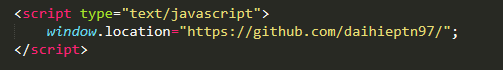 <script type="text/javascript">
    window.location="https://github.com/daihieptn97/";
</script>